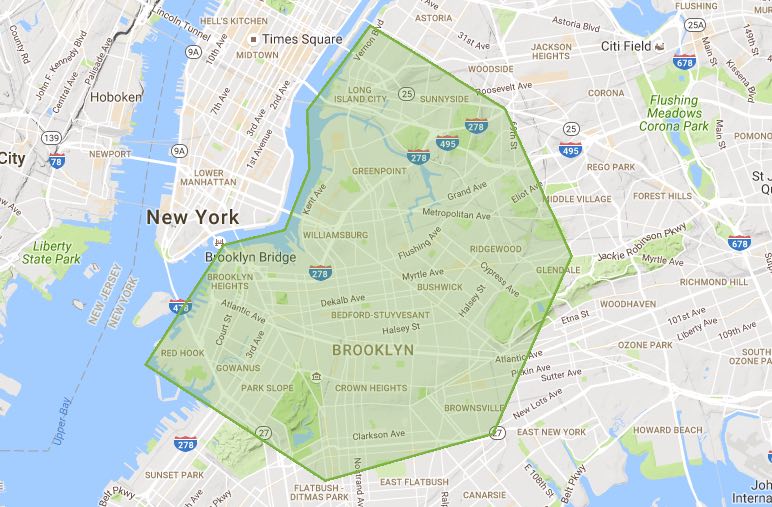 Lincoln Tunnel
HELL'S KITCHEN
ASTORIA
FLUSHING
Astoria Blvd
Main St
149th St
County Rd
John F. Kennedy Blvd
Palisade Ave
9A
Times Square
MIDTOWN
Vernon Blvd
31st Ave
JACKSON
HEIGHTS
Citi Field
678
Kissena Blvd
Central Ave
WOODSIDE
Hoboken
7th Ave
2nd Ave
LONG
ISLAND CITY
25
SUNNYSIDE
Roosevelt Ave
CORONA
Flushing
Meadows
Corona Park
3rd Ave
278
69th St
25
Main St
POMONO
139
City
78
NEWPORT
9A
1st Avenue
278
495
495
REGO PARK
LOWER
MANHATTAN
GREENPOINT
Kent Ave
Grand Ave
Eliot Ave
MIDDLE VILLAGE
FOREST HILLS
St J
New York
Metropolitan Ave
Liberty
State Park
Brooklyn Bridge
WILLIAMSBURG
Flushing Ave
RIDGEWOOD
Jackie Robinson Pkwy
678
NEW JERSEY
NEW YORK
BROOKLYN
HEIGHTS
278
Myrtle Ave
BUSHWICK
Cypress Ave
GLENDALE
Myrtle Ave
RICHMOND HILL
478
Atlantic Ave
Dekalb Ave
Halsey St
WOODHAVEN
Court St
3rd Ave
BEDFORD-STUYVESANT
Halsey St
Etna St
101st Ave
Liberty Ave
109th Ave
RED HOOK
GOWANUS
BROOKLYN
Atlantic Ave
Pitkin Ave
Sutter Ave
OZONE PARK
SOUTH
OZONE PARK
PARK SLOPE
CROWN HEIGHTS
New Lots Ave
BROWNSVILLE
Upper Bay
278
27
Clarkson Ave
27
EAST NEW YORK
HOWARD BEACH
SUNSET PARK
Nostrand Ave
E 108th St
Belt Pkwy
Belt Pkwy
FLATBUSH -
DITMAS PARK
CANARSIE